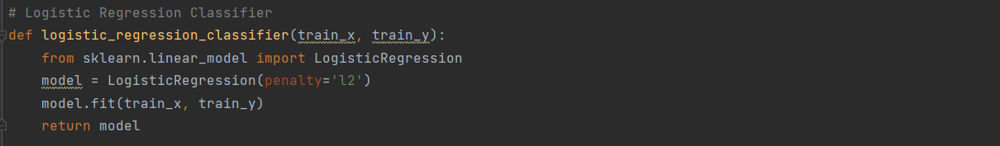 # Logistic Regression Classifier
def logistic_regression_classifier(train_x, train_y):
    from sklearn.linear_model import LogisticRegression
    model = LogisticRegression(penalty='l2')
    model.fit(train_x, train_y)
    return model